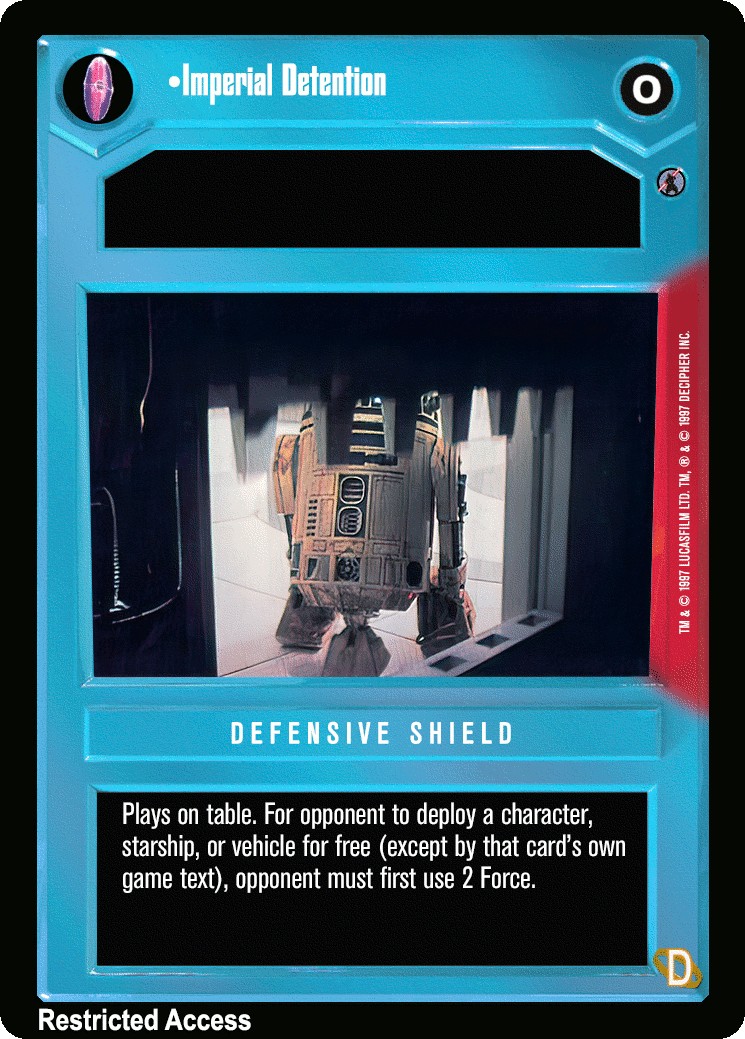 •Imperial Detention
O
TM & © 1997 LUCASFILM LTD. TM, ® & © 1997 DECIPHER INC.
DEFENSIVE SHIELD
Plays on table. For opponent to deploy a character,
starship, or vehicle for free (except by that card’s own
game text), opponent must first use 2 Force.
D
Restricted Access